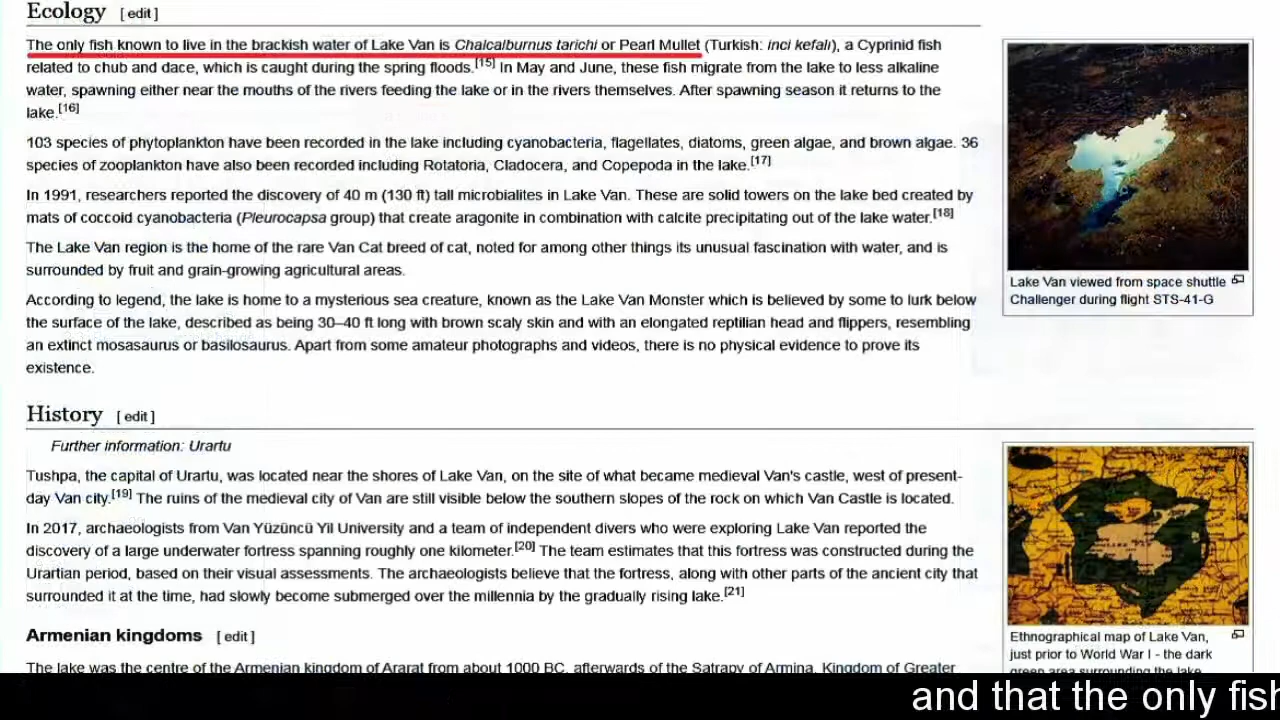 Ecology [ edit ]
The only fish known to live in the brackish water of Lake Van is Chalcalburnus tarichi or Pearl Mullet (Turkish: inci kefalı), a Cyprinid fish
related to chub and dace, which is caught during the spring floods.[15] In May and June, these fish migrate from the lake to less alkaline
water, spawning either near the mouths of the rivers feeding the lake or in the rivers themselves. After spawning season it returns to the
lake.[16]
103 species of phytoplankton have been recorded in the lake including cyanobacteria, flagellates, diatoms, green algae, and brown algae. 36
species of zooplankton have also been recorded including Rotatoria, Cladocera, and Copepoda in the lake.[17]
In 1991, researchers reported the discovery of 40 m (130 ft) tall microbialites in Lake Van. These are solid towers on the lake bed created by
mats of coccoid cyanobacteria (Pleurocapsa group) that create aragonite in combination with calcite precipitating out of the lake water.[18]
The Lake Van region is the home of the rare Van Cat breed of cat, noted for among other things its unusual fascination with water, and is
surrounded by fruit and grain-growing agricultural areas.
According to legend, the lake is home to a mysterious sea creature, known as the Lake Van Monster which is believed by some to lurk below
the surface of the lake, described as being 30–40 ft long with brown scaly skin and with an elongated reptilian head and flippers, resembling
an extinct mosasaurus or basilosaurus. Apart from some amateur photographs and videos, there is no physical evidence to prove its
existence.
Lake Van viewed from space shuttle
Challenger during flight STS-41-G
History [ edit ]
Further information: Urartu
Tushpa, the capital of Urartu, was located near the shores of Lake Van, on the site of what became medieval Van's castle, west of present-
day Van city.[19] The ruins of the medieval city of Van are still visible below the southern slopes of the rock on which Van Castle is located.
In 2017, archaeologists from Van Yüzüncü Yil University and a team of independent divers who were exploring Lake Van reported the
discovery of a large underwater fortress spanning roughly one kilometer.[20] The team estimates that this fortress was constructed during the
Urartian period, based on their visual assessments. The archaeologists believe that the fortress, along with other parts of the ancient city that
surrounded it at the time, had slowly become submerged over the millennia by the gradually rising lake.[21]
Armenian kingdoms [ edit ]
The lake was the centre of the Armenian kingdom of Ararat from about 1000 BC, afterwards of the Satrapy of Armina, Kingdom of Greater
Ethnographical map of Lake Van,
just prior to World War I - the dark
green area surrounding the lake
and that the only fish